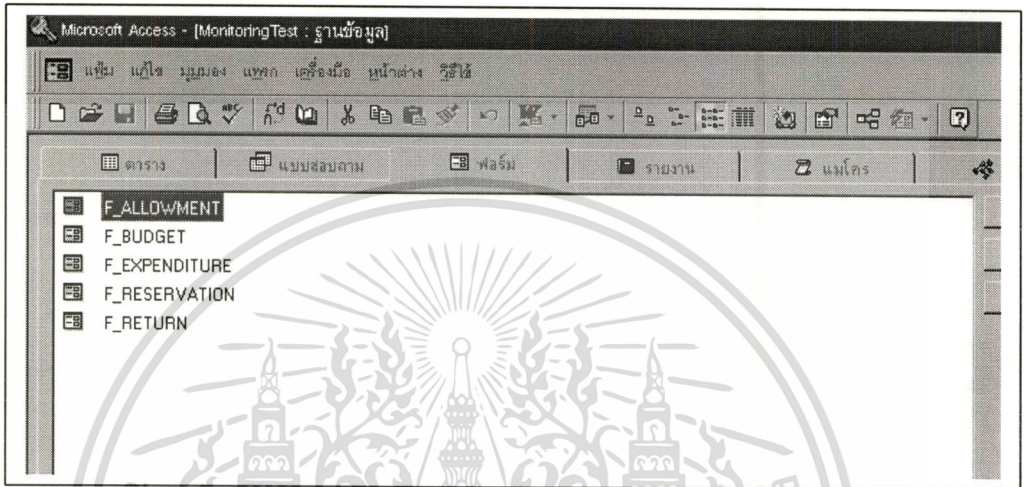 Microsoft Access - [MonitoringTest : ฐานข้อมูล]
แฟ้ม แก้ไข มุมมอง แทรก เครื่องมือ หน้าต่าง วิธีใช้
ตาราง แบบสอบถาม ฟอร์ม รายงาน แมโคร
F_ALLOWMENT
F_BUDGET
F_EXPENDITURE
F_RESERVATION
F_RETURN